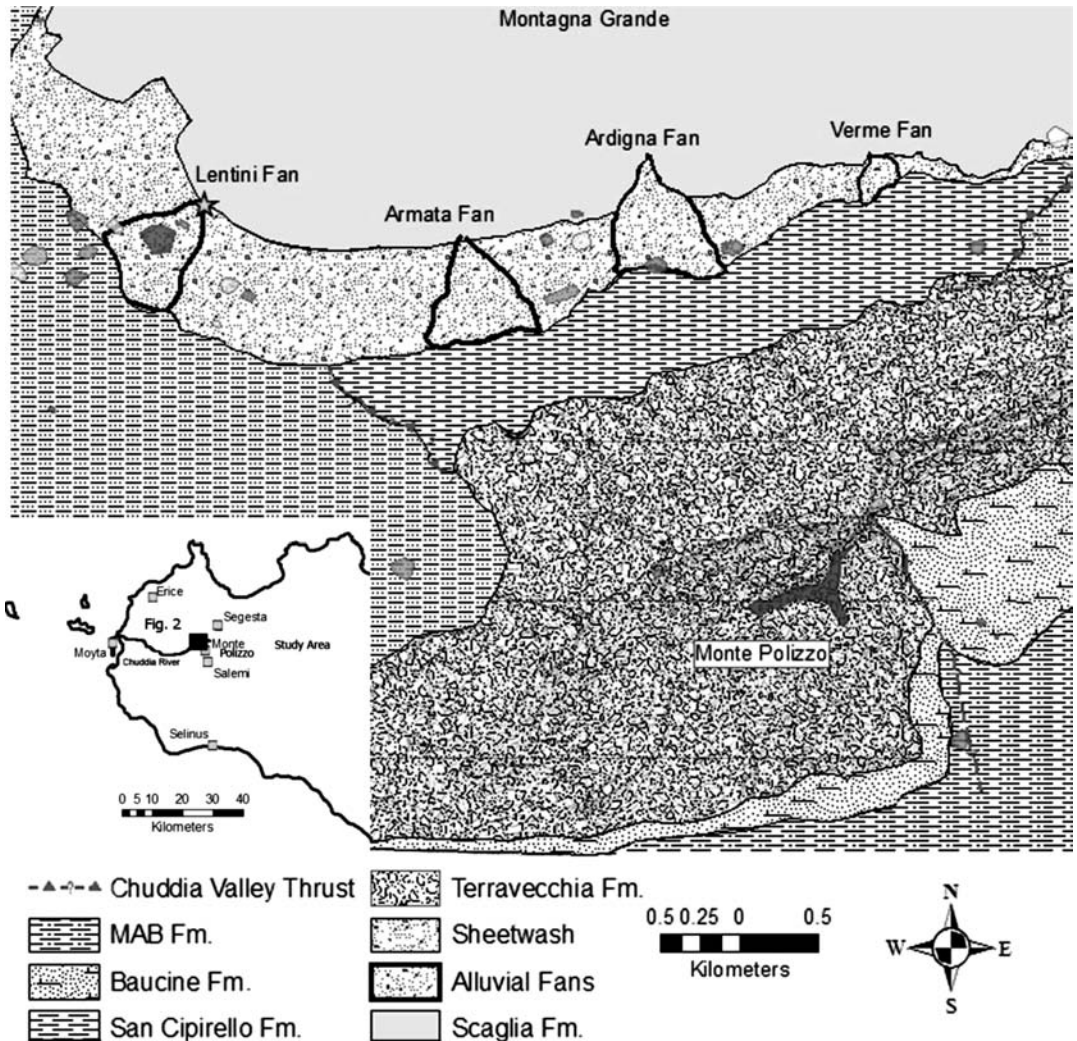 Montagna Grande
Ardigna Fan
Verme Fan
Lentini Fan
Armata Fan
Monte Polizzo
Erice
Fig. 2
Segesta
Moyta
Chuddia River
Monte
Polizzo
Study Area
Salemi
Selinus
0 5 10 20 30 40
Kilometers
Chuddia Valley Thrust
MAB Fm.
Baucine Fm.
San Cipirello Fm.
Terravecchia Fm.
Sheetwash
Alluvial Fans
Scaglia Fm.
0.5 0.25 0 0.5
Kilometers
N
W
E
S